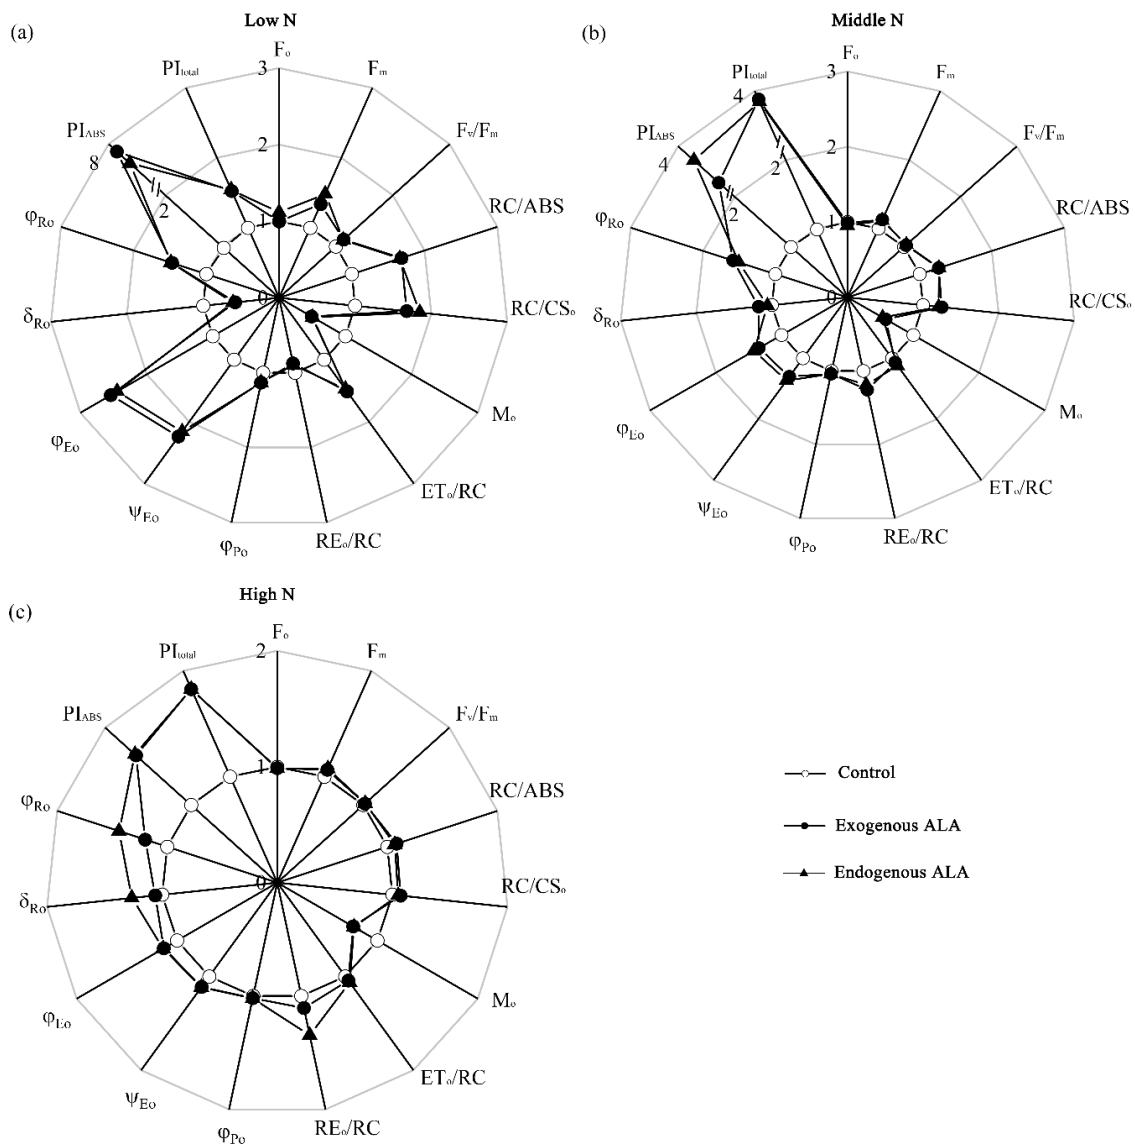 (a)
Low N
Fₒ
Fₘ
Fᵥ/Fₘ
RC/ABS
RC/CSₒ
Mₒ
ETₒ/RC
REₒ/RC
φPo
ψEo
φEo
δRo
φRo
PIABS
PItotal
3
2
1
0
8
2
(b)
Middle N
Fₒ
Fₘ
Fᵥ/Fₘ
RC/ABS
RC/CSₒ
Mₒ
ETₒ/RC
REₒ/RC
φPo
ψEo
φEo
δRo
φRo
PIABS
PItotal
3
2
1
0
4
2
4
2
(c)
High N
Fₒ
Fₘ
Fᵥ/Fₘ
RC/ABS
RC/CSₒ
Mₒ
ETₒ/RC
REₒ/RC
φPo
ψEo
φEo
δRo
φRo
PIABS
PItotal
2
1
0
Control
Exogenous ALA
Endogenous ALA